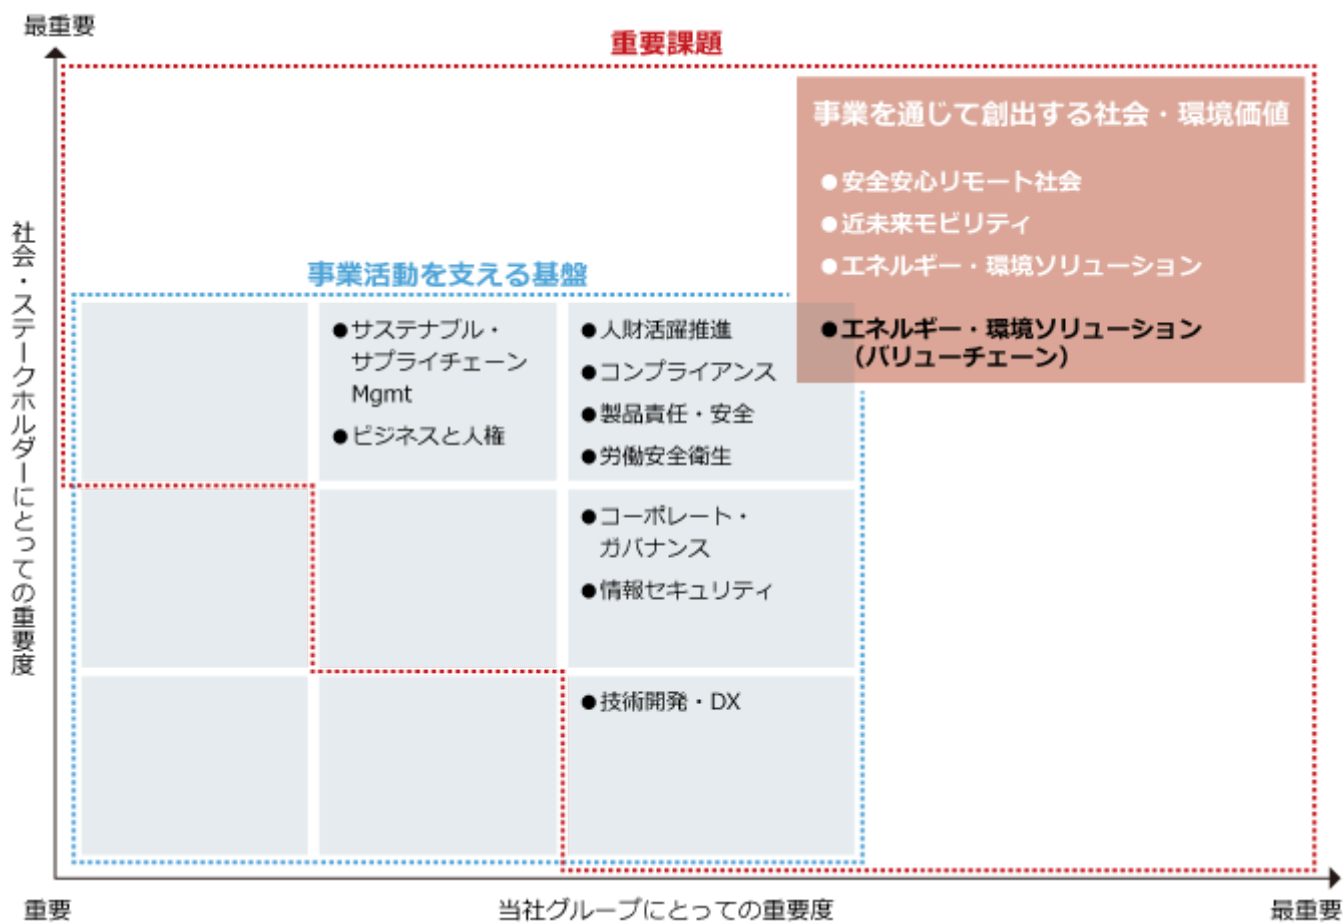 最重要
重要課題
事業を通じて創出する社会・環境価値
●安全安心リモート社会
●近未来モビリティ
●エネルギー・環境ソリューション
●エネルギー・環境ソリューション
（バリューチェーン）
社会・ステークホルダーにとっての重要度
事業活動を支える基盤
●サステナブル・
サプライチェーン
Mgmt
●ビジネスと人権
●人財活躍推進
●コンプライアンス
●製品責任・安全
●労働安全衛生
●コーポレート・
ガバナンス
●情報セキュリティ
●技術開発・DX
重要
当社グループにとっての重要度
最重要